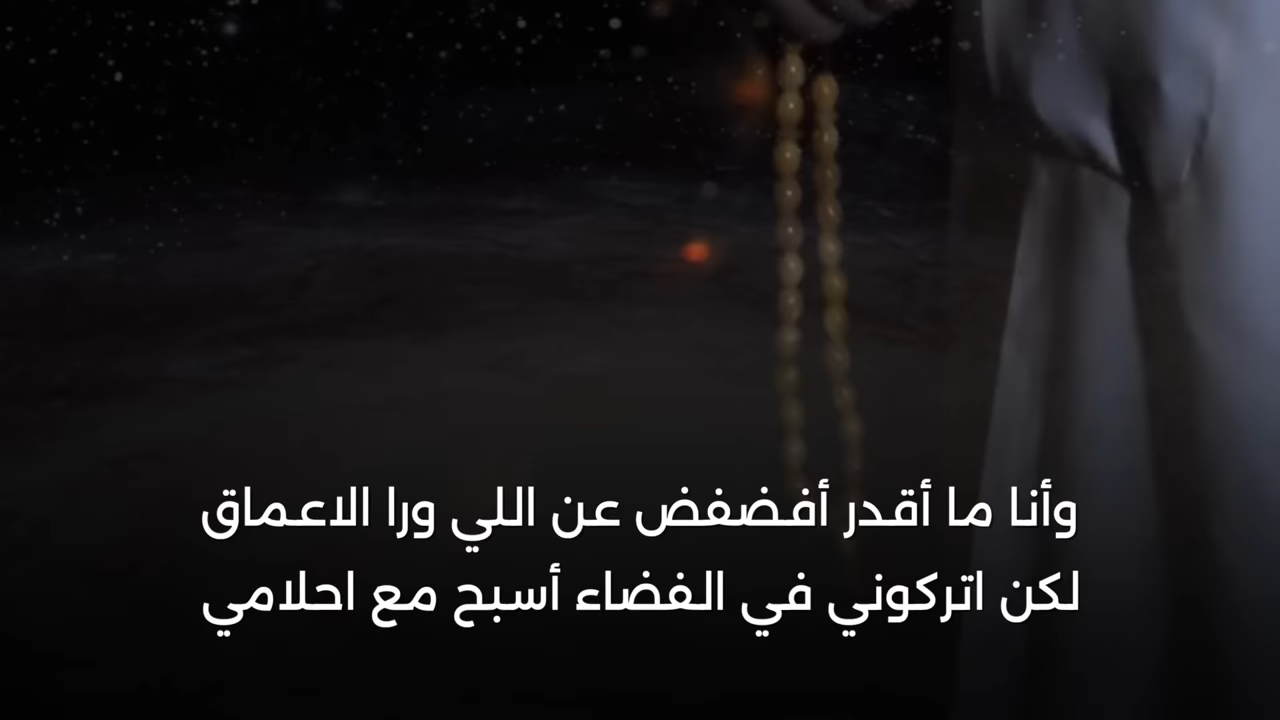 وأنا ما أقدر أفضفض عن اللي ورا الاعماق
لكن اتركوني في الفضاء أسبح مع احلامي